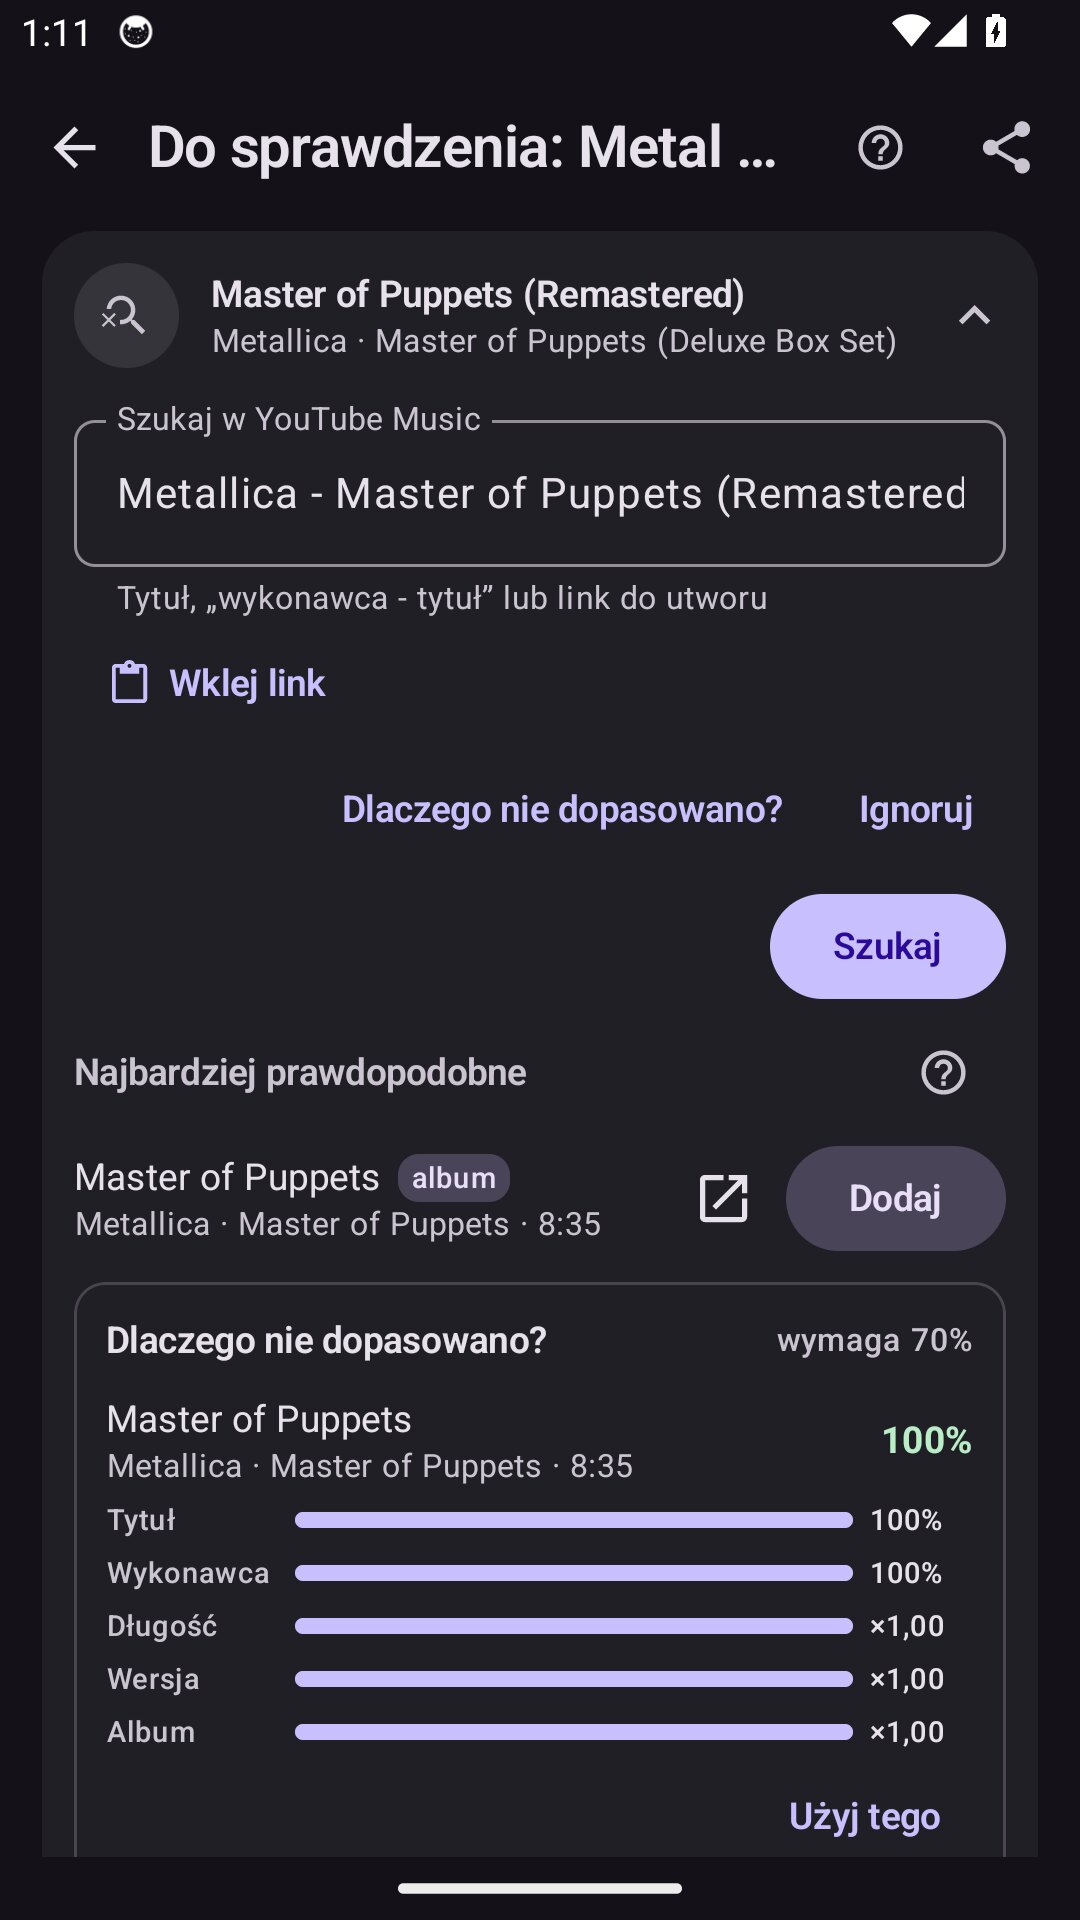 1:11
Do sprawdzenia: Metal ...
Master of Puppets (Remastered)
Metallica · Master of Puppets (Deluxe Box Set)
Szukaj w YouTube Music
Metallica - Master of Puppets (Remastered
Tytuł, „wykonawca - tytuł” lub link do utworu
Wklej link
Dlaczego nie dopasowano?
Ignoruj
Szukaj
Najbardziej prawdopodobne
Master of Puppets album
Metallica · Master of Puppets · 8:35
Dodaj
Dlaczego nie dopasowano? wymaga 70%
Master of Puppets
100%
Metallica · Master of Puppets · 8:35
Tytuł 100%
Wykonawca 100%
Długość ×1,00
Wersja ×1,00
Album ×1,00
Użyj tego